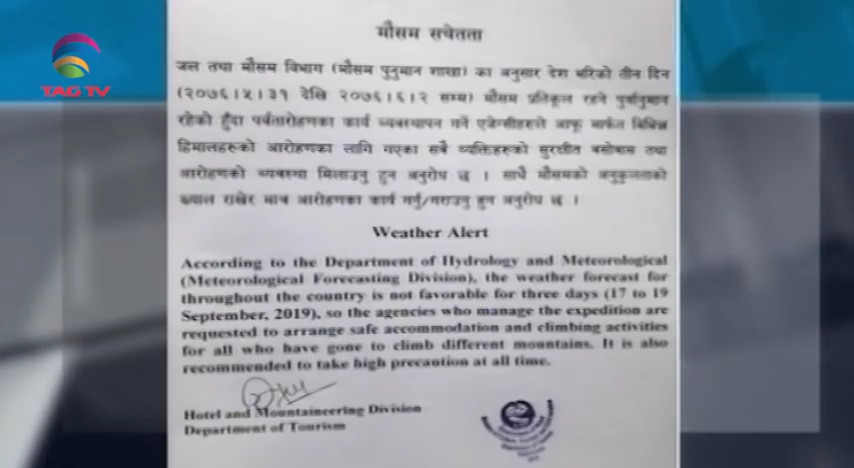 TAG TV
मौसम सचेतता
जल तथा मौसम विभाग (मौसम पुनुमान शाखा) का अनुसार देश भरिको तीन दिन
(२०७६।५।३१ देखि २०७६।६।२ सम्म) मौसम प्रतिकूल रहने पुर्वानुमान
रहेको हुँदा पर्वतारोहणका कार्य व्यवस्थापन गर्ने एजेन्सीहरुले आफू मार्फत बिभिन्न
हिमालहरुको आरोहणका लागि गएका सबै व्यक्तिहरुको सुरक्षीत बसोबास तथा
आरोहणको व्यवस्था मिलाउनु हुन अनुरोध छ । साथै मौसमको अनुकुलताको
ख्याल राखेर मात्र आरोहणका कार्य गर्नु/गराउनु हुन अनुरोध छ ।
Weather Alert
According to the Department of Hydrology and Meteorological
(Meteorological Forecasting Division), the weather forecast for
throughout the country is not favorable for three days (17 to 19
September, 2019), so the agencies who manage the expedition are
requested to arrange safe accommodation and climbing activities
for all who have gone to climb different mountains. It is also
recommended to take high precaution at all time.
Hotel and Mountaineering Division
Department of Tourism